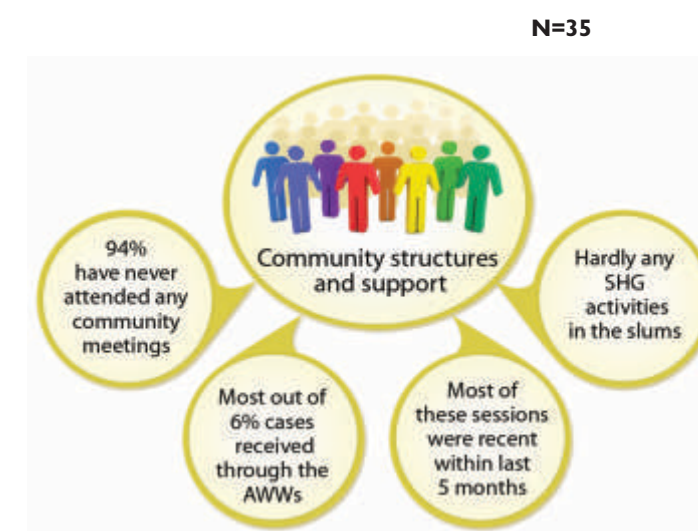 N=35
Community structures
and support
94%
have never
attended any
community
meetings
Most out of
6% cases
received
through the
AWWs
Most of
these sessions
were recent
within last
5 months
Hardly any
SHG
activities
in the slums